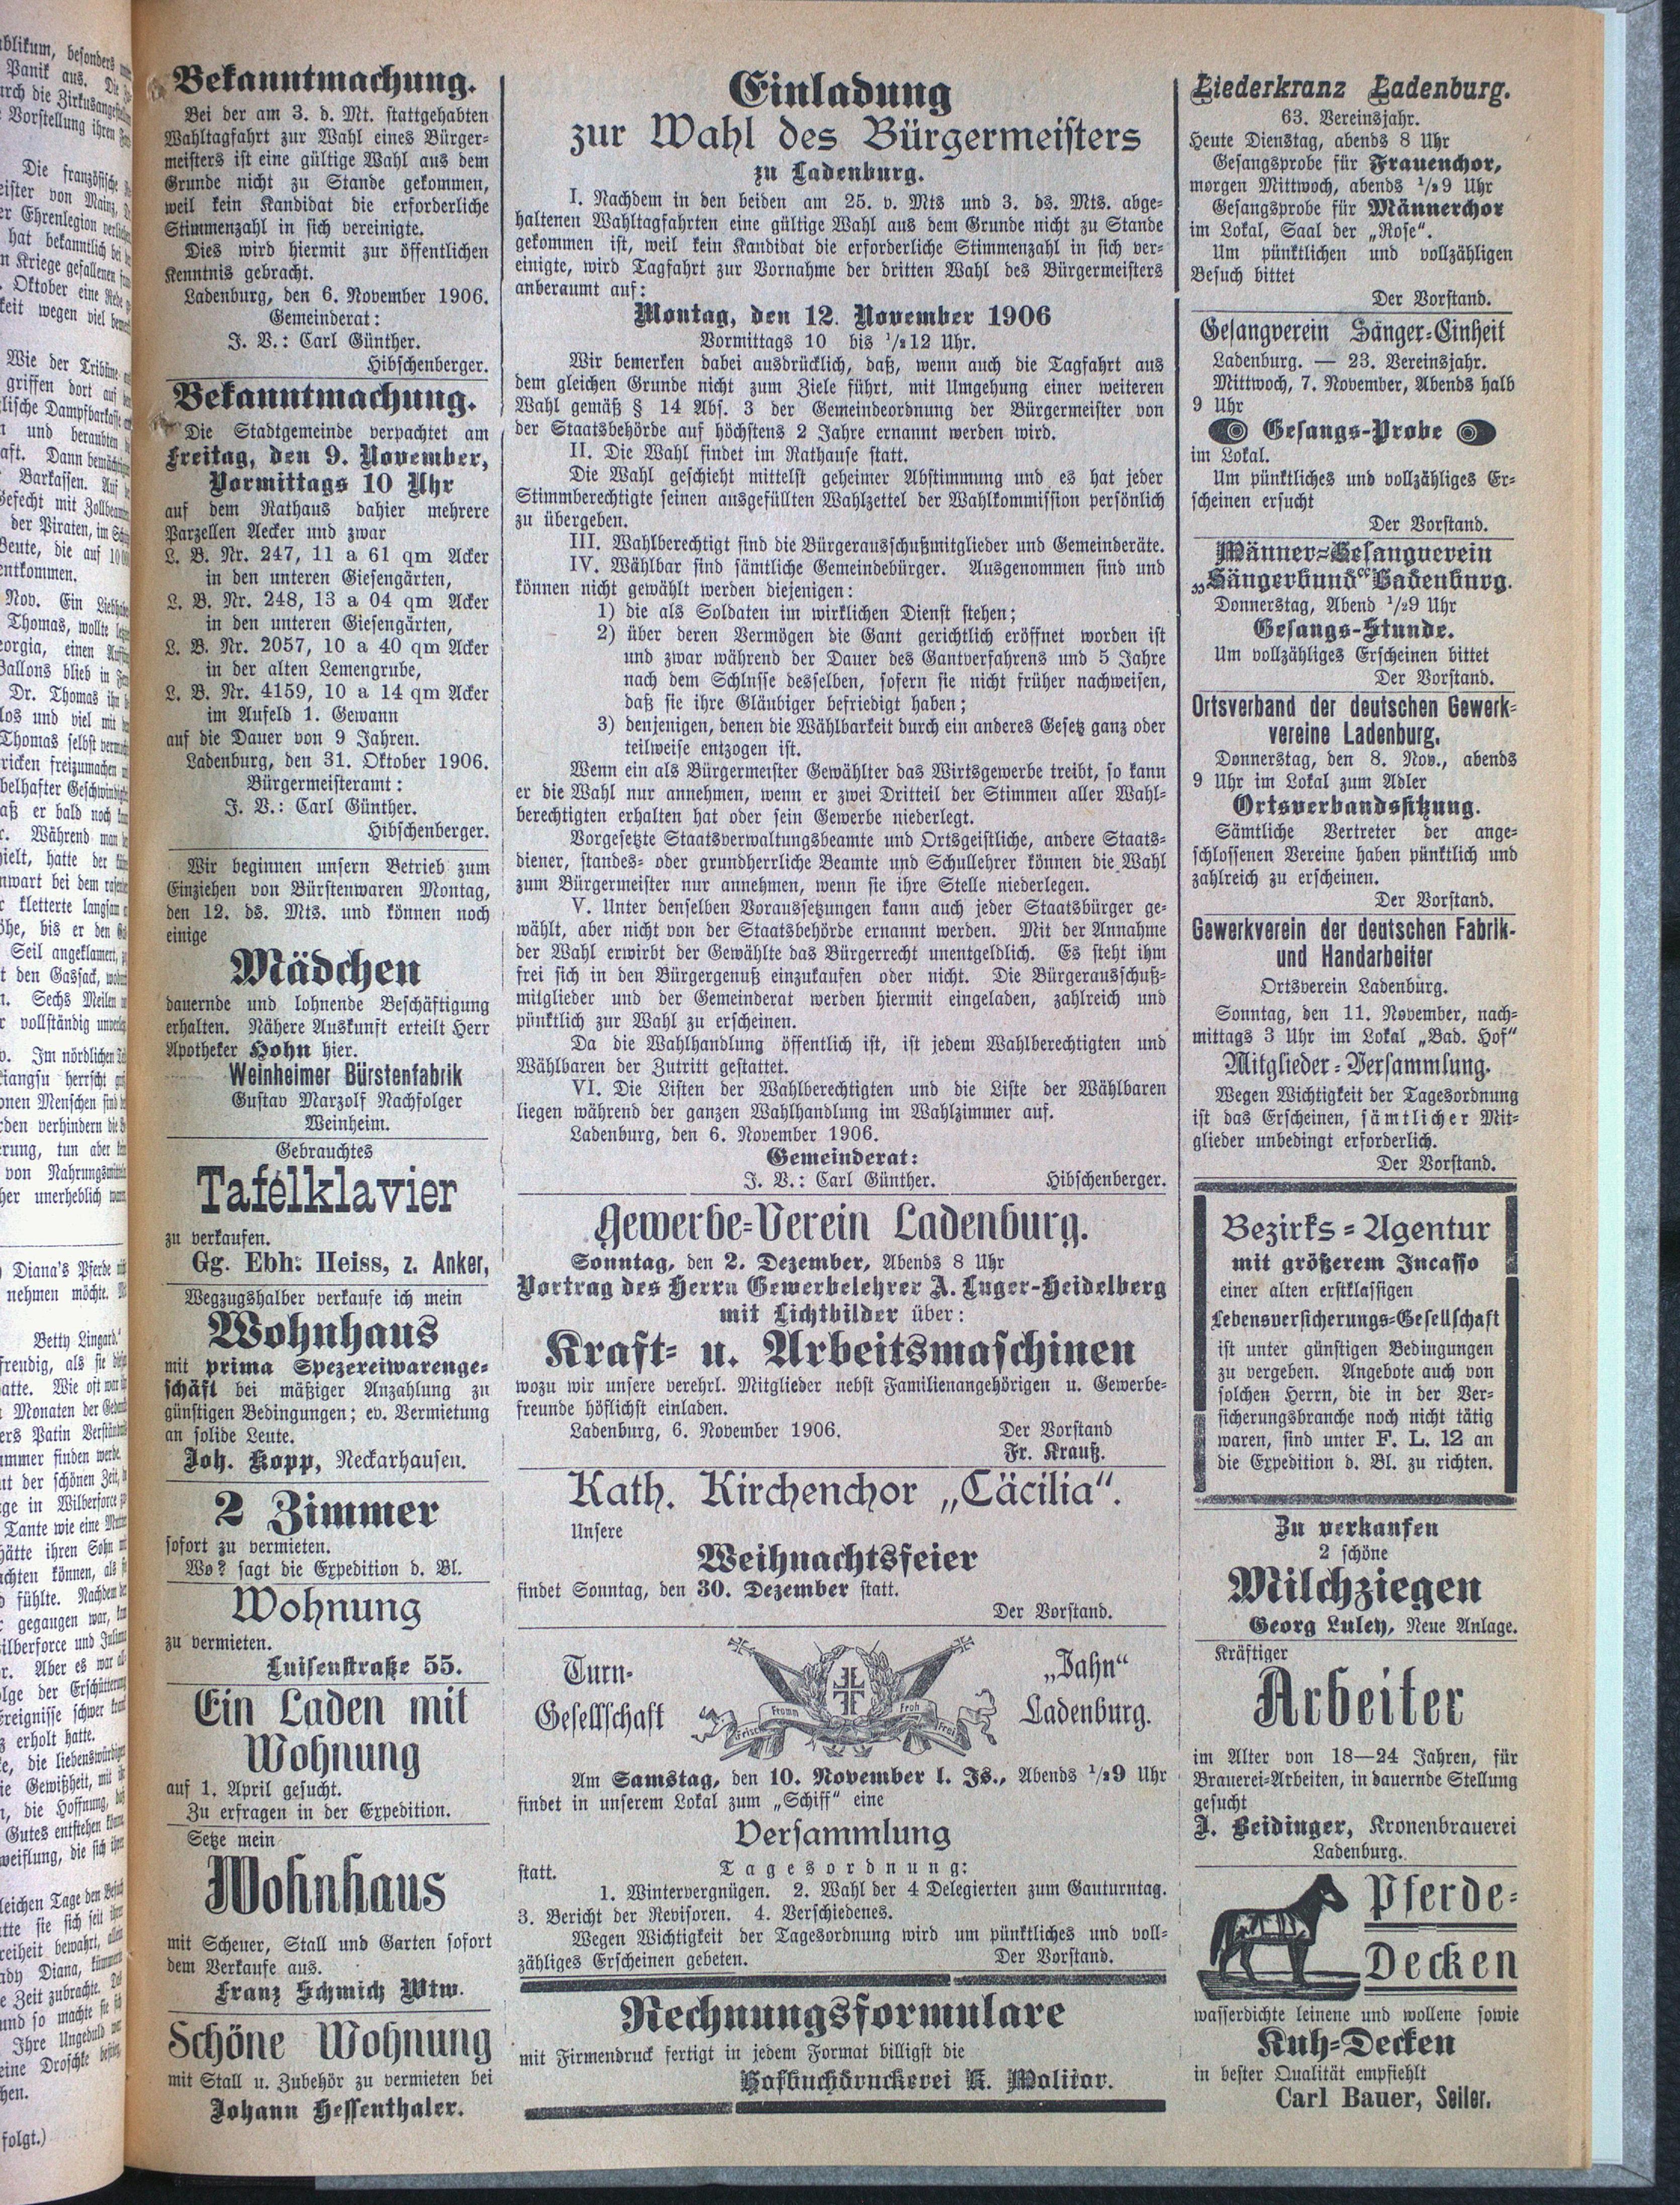 Bekanntmachung.
Bei der am 3. d. Mt. stattgehabten
Wahltagfahrt zur Wahl eines Bürger-
meisters ist eine gültige Wahl aus dem
Grunde nicht zu Stande gekommen,
weil kein Kandidat die erforderliche
Stimmenzahl in sich vereinigte.
Dies wird hiermit zur öffentlichen
Kenntnis gebracht.
Ladenburg, den 6. November 1906.
Gemeinderat:
J. V.: Carl Günther.
Hibschenberger.
Bekanntmachung.
Die Stadtgemeinde verpachtet am
Freitag, den 9. November,
Vormittags 10 Uhr
auf dem Rathaus dahier mehrere
Parzellen Aecker und zwar
L. B. Nr. 247, 11 a 61 qm Acker
in den unteren Giesengärten,
L. B. Nr. 248, 13 a 04 qm Acker
in den unteren Giesengärten,
L. B. Nr. 2057, 10 a 40 qm Acker
in der alten Lemengrube,
L. B. Nr. 4159, 10 a 14 qm Acker
im Aufeld 1. Gewann
auf die Dauer von 9 Jahren.
Ladenburg, den 31. Oktober 1906.
Bürgermeisteramt:
J. V.: Carl Günther.
Hibschenberger.
Wir beginnen unsern Betrieb zum
Einziehen von Bürstenwaren Montag,
den 12. ds. Mts. und können noch
einige
Mädchen
dauernde und lohnende Beschäftigung
erhalten. Nähere Auskunft erteilt Herr
Apotheker Hohn hier.
Weinheimer Bürstenfabrik
Gustav Marzolf Nachfolger
Weinheim.
Gebrauchtes
Tafelklavier
zu verkaufen.
Gg. Ebh: Heiss, z. Anker,
Wegzugshalber verkaufe ich mein
Wohnhaus
mit prima Spezereiwarenge-
schäft bei mäßiger Anzahlung zu
günstigen Bedingungen; ev. Vermietung
an solide Leute.
Joh. Kopp, Neckarhausen.
2 Zimmer
sofort zu vermieten.
Wo? sagt die Expedition d. Bl.
Wohnung
zu vermieten.
Luisenstraße 55.
Ein Laden mit
Wohnung
auf 1. April gesucht.
Zu erfragen in der Expedition.
Setze mein
Wohnhaus
mit Scheuer, Stall und Garten sofort
dem Verkaufe aus.
Franz Schmich Wtw.
Schöne Wohnung
mit Stall u. Zubehör zu vermieten bei
Johann Hessenthaler.
Einladung
zur Wahl des Bürgermeisters
zu Ladenburg.
I. Nachdem in den beiden am 25. v. Mts und 3. ds. Mts. abge-
haltenen Wahltagfahrten eine gültige Wahl aus dem Grunde nicht zu Stande
gekommen ist, weil kein Kandidat die erforderliche Stimmenzahl in sich ver-
einigte, wird Tagfahrt zur Vornahme der dritten Wahl des Bürgermeisters
anberaumt auf:
Montag, den 12. November 1906
Vormittags 10 bis 1/212 Uhr.
Wir bemerken dabei ausdrücklich, daß, wenn auch die Tagfahrt aus
dem gleichen Grunde nicht zum Ziele führt, mit Umgehung einer weiteren
Wahl gemäß § 14 Abs. 3 der Gemeindeordnung der Bürgermeister von
der Staatsbehörde auf höchstens 2 Jahre ernannt werden wird.
II. Die Wahl findet im Rathause statt.
Die Wahl geschieht mittelst geheimer Abstimmung und es hat jeder
Stimmberechtigte seinen ausgefüllten Wahlzettel der Wahlkommission persönlich
zu übergeben.
III. Wahlberechtigt sind die Bürgerausschußmitglieder und Gemeinderäte.
IV. Wählbar sind sämtliche Gemeindebürger. Ausgenommen sind und
können nicht gewählt werden diejenigen:
1) die als Soldaten im wirklichen Dienst stehen;
2) über deren Vermögen die Gant gerichtlich eröffnet worden ist
und zwar während der Dauer des Gantverfahrens und 5 Jahre
nach dem Schlusse desselben, sofern sie nicht früher nachweisen,
daß sie ihre Gläubiger befriedigt haben;
3) denjenigen, denen die Wählbarkeit durch ein anderes Gesetz ganz oder
teilweise entzogen ist.
Wenn ein als Bürgermeister Gewählter das Wirtsgewerbe treibt, so kann
er die Wahl nur annehmen, wenn er zwei Dritteil der Stimmen aller Wahl-
berechtigten erhalten hat oder sein Gewerbe niederlegt.
Vorgesetzte Staatsverwaltungsbeamte und Ortsgeistliche, andere Staats-
diener, standes- oder grundherrliche Beamte und Schullehrer können die Wahl
zum Bürgermeister nur annehmen, wenn sie ihre Stelle niederlegen.
V. Unter denselben Voraussetzungen kann auch jeder Staatsbürger ge-
wählt, aber nicht von der Staatsbehörde ernannt werden. Mit der Annahme
der Wahl erwirbt der Gewählte das Bürgerrecht unentgeldlich. Es steht ihm
frei sich in den Bürgergenuß einzukaufen oder nicht. Die Bürgerausschuß-
mitglieder und der Gemeinderat werden hiermit eingeladen, zahlreich und
pünktlich zur Wahl zu erscheinen.
Da die Wahlhandlung öffentlich ist, ist jedem Wahlberechtigten und
Wählbaren der Zutritt gestattet.
VI. Die Listen der Wahlberechtigten und die Liste der Wählbaren
liegen während der ganzen Wahlhandlung im Wahlzimmer auf.
Ladenburg, den 6. November 1906.
Gemeinderat:
J. V.: Carl Günther. Hibschenberger.
Gewerbe-Verein Ladenburg.
Sonntag, den 2. Dezember, Abends 8 Uhr
Vortrag des Herrn Gewerbelehrer A. Luger-Heidelberg
mit Lichtbilder über:
Kraft- u. Arbeitsmaschinen
wozu wir unsere verehrl. Mitglieder nebst Familienangehörigen u. Gewerbe-
freunde höflichst einladen.
Ladenburg, 6. November 1906. Der Vorstand
Fr. Krauß.
Kath. Kirchenchor „Cäcilia“.
Unsere
Weihnachtsfeier
findet Sonntag, den 30. Dezember statt.
Der Vorstand.
Turn- „Jahn“
Gesellschaft Ladenburg.
Frisch Fromm Froh Frei
Am Samstag, den 10. November l. Js., Abends 1/29 Uhr
findet in unserem Lokal zum „Schiff“ eine
Versammlung
statt. Tagesordnung:
1. Wintervergnügen. 2. Wahl der 4 Delegierten zum Gauturntag.
3. Bericht der Revisoren. 4. Verschiedenes.
Wegen Wichtigkeit der Tagesordnung wird um pünktliches und voll-
zähliges Erscheinen gebeten. Der Vorstand.
Rechnungsformulare
mit Firmendruck fertigt in jedem Format billigst die
Hofbuchdruckerei K. Molitor.
Liederkranz Ladenburg.
63. Vereinsjahr.
Heute Dienstag, abends 8 Uhr
Gesangsprobe für Frauenchor,
morgen Mittwoch, abends 1/29 Uhr
Gesangsprobe für Männerchor
im Lokal, Saal der „Rose“.
Um pünktlichen und vollzähligen
Besuch bittet
Der Vorstand.
Gesangverein Sänger-Einheit
Ladenburg. — 23. Vereinsjahr.
Mittwoch, 7. November, Abends halb
9 Uhr
Gesangs-Probe
im Lokal.
Um pünktliches und vollzähliges Er-
scheinen ersucht
Der Vorstand.
Männer-Gesangverein
„Sängerbund“ Ladenburg.
Donnerstag, Abend 1/29 Uhr
Gesangs-Stunde.
Um vollzähliges Erscheinen bittet
Der Vorstand.
Ortsverband der deutschen Gewerk-
vereine Ladenburg.
Donnerstag, den 8. Nov., abends
9 Uhr im Lokal zum Adler
Ortsverbandssitzung.
Sämtliche Vertreter der ange-
schlossenen Vereine haben pünktlich und
zahlreich zu erscheinen.
Der Vorstand.
Gewerkverein der deutschen Fabrik-
und Handarbeiter
Ortsverein Ladenburg.
Sonntag, den 11. November, nach-
mittags 3 Uhr im Lokal „Bad. Hof“
Mitglieder-Versammlung.
Wegen Wichtigkeit der Tagesordnung
ist das Erscheinen, sämtlicher Mit-
glieder unbedingt erforderlich.
Der Vorstand.
Bezirks-Agentur
mit größerem Incasso
einer alten erstklassigen
Lebensversicherungs-Gesellschaft
ist unter günstigen Bedingungen
zu vergeben. Angebote auch von
solchen Herrn, die in der Ver-
sicherungsbranche noch nicht tätig
waren, sind unter F. L. 12 an
die Expedition d. Bl. zu richten.
Zu verkaufen
2 schöne
Milchziegen
Georg Luley, Neue Anlage.
Kräftiger
Arbeiter
im Alter von 18—24 Jahren, für
Brauerei-Arbeiten, in dauernde Stellung
gesucht
J. Beidinger, Kronenbrauerei
Ladenburg.
Pferde-
Decken
wasserdichte leinene und wollene sowie
Kuh-Decken
in bester Qualität empfiehlt
Carl Bauer, Seiler.